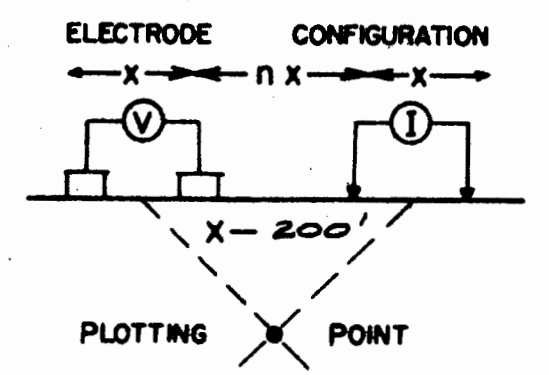 ELECTRODE CONFIGURATION
x n x x
V I
x – 200'
PLOTTING POINT